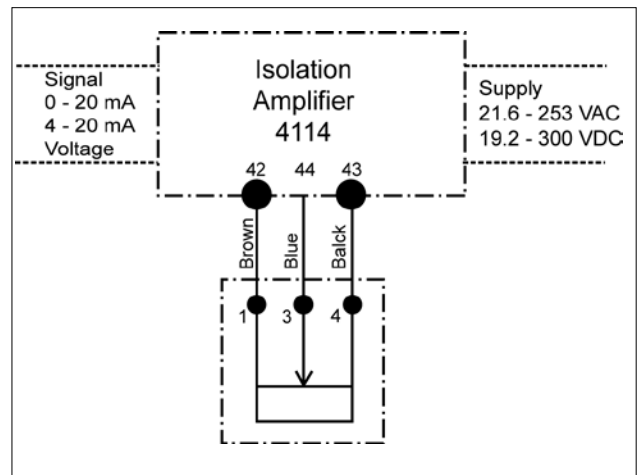 Signal
0 - 20 mA
4 - 20 mA
Voltage
Isolation
Amplifier
4114
Supply
21.6 - 253 VAC
19.2 - 300 VDC
42 44 43
Brown
Blue
Balck
1 3 4